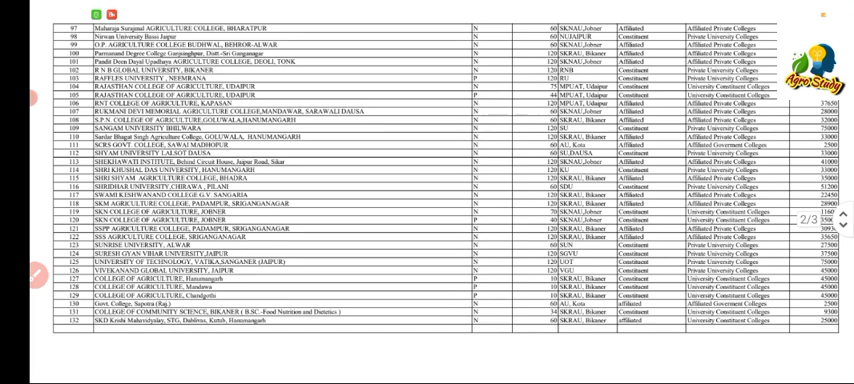 97 Maharaja Surajmal AGRICULTURE COLLEGE, BHARATPUR N 60 SKNAU,Jobner Affiliated Affiliated Private Colleges
98 Nirwan University Bassi Jaipur N 60 NUJAIPUR Constituent Private University Colleges
99 O.P. AGRICULTURE COLLEGE BUDHWAL, BEHROR-ALWAR N 60 SKNAU,Jobner Affiliated Affiliated Private Colleges
100 Parmanand Degree College Ganjsinghpur, Distt.-Sri Ganganagar N 120 SKRAU, Bikaner Affiliated Affiliated Private Colleges
101 Pandit Deen Dayal Upadhaya AGRICULTURE COLLEGE, DEOLI, TONK N 120 SKNAU,Jobner Affiliated Affiliated Private Colleges
102 R N B GLOBAL UNIVERSITY, BIKANER N 120 RNB Constituent Private University Colleges
103 RAFFLES UNIVERSITY , NEEMRANA P 120 RU Constituent Private University Colleges
104 RAJASTHAN COLLEGE OF AGRICULTURE, UDAIPUR N 75 MPUAT, Udaipur Constituent University Constituent Colleges
105 RAJASTHAN COLLEGE OF AGRICULTURE, UDAIPUR P 44 MPUAT, Udaipur Constituent University Constituent Colleges
Agro Study
106 RNT COLLEGE OF AGRICULTURE, KAPASAN N 120 MPUAT, Udaipur Affiliated Affiliated Private Colleges 37650
107 RUKMANI DEVI MEMORIAL AGRICULTURE COLLEGE,MANDAWAR, SARAWALI DAUSA N 60 SKNAU,Jobner Affiliated Affiliated Private Colleges 28000
108 S.P.N. COLLEGE OF AGRICULTURE,GOLUWALA,HANUMANGARH N 60 SKRAU, Bikaner Affiliated Affiliated Private Colleges 32000
109 SANGAM UNIVERSITY BHILWARA N 120 SU Constituent Private University Colleges 75000
110 Sardar Bhagat Singh Agriculture College, GOLUWALA, HANUMANGARH N 120 SKRAU, Bikaner Affiliated Affiliated Private Colleges 33000
111 SCRS GOVT. COLLEGE, SAWAI MADHOPUR N 60 AU, Kota Affiliated Affiliated Goverment Colleges 2500
112 SHYAM UNIVERSITY LALSOT DAUSA N 60 SU,DAUSA Constituent Private University Colleges 33000
113 SHEKHAWATI INSTITUTE, Behind Circuit House, Jaipur Road, Sikar N 120 SKNAU,Jobner Affiliated Affiliated Private Colleges 41000
114 SHRI KHUSHAL DAS UNIVERSITY, HANUMANGARH N 120 KU Constituent Private University Colleges 33000
115 SHRI SHYAM AGRICULTURE COLLEGE, BHADRA N 120 SKRAU, Bikaner Affiliated Affiliated Private Colleges 35000
116 SHRIDHAR UNIVERSITY,CHIRAWA , PILANI N 60 SDU Constituent Private University Colleges 51200
117 SWAMI KESHWANAND COLLEGE G.V. SANGARIA N 120 SKRAU, Bikaner Affiliated Affiliated Private Colleges 22450
118 SKM AGRICULTURE COLLEGE, PADAMPUR, SRIGANGANAGAR N 120 SKRAU, Bikaner Affiliated Affiliated Private Colleges 28900
119 SKN COLLEGE OF AGRICULTURE, JOBNER N 70 SKNAU,Jobner Constituent University Constituent Colleges
120 SKN COLLEGE OF AGRICULTURE, JOBNER P 40 SKNAU,Jobner Constituent University Constituent Colleges
2/3
121 SSPP AGRICULTURE COLLEGE, PADAMPUR, SRIGANGANAGAR N 120 SKRAU, Bikaner Affiliated Affiliated Private Colleges
122 SSS AGRICULTURE COLLEGE, SRIGANGANAGAR N 120 SKRAU, Bikaner Affiliated Affiliated Private Colleges 35650
123 SUNRISE UNIVERSITY, ALWAR N 60 SUN Constituent Private University Colleges 27500
124 SURESH GYAN VIHAR UNIVERSITY,JAIPUR N 120 SGVU Constituent Private University Colleges 37500
125 UNIVERSITY OF TECHNOLOGY, VATIKA,SANGANER (JAIPUR) N 120 UOT Constituent Private University Colleges 75000
126 VIVEKANAND GLOBAL UNIVERSITY, JAIPUR N 120 VGU Constituent Private University Colleges 45000
127 COLLEGE OF AGRICULTURE, Hanumangarh P 10 SKRAU, Bikaner Constituent University Constituent Colleges 45000
128 COLLEGE OF AGRICULTURE, Mandawa P 10 SKRAU, Bikaner Constituent University Constituent Colleges 45000
129 COLLEGE OF AGRICULTURE, Chandgothi P 10 SKRAU, Bikaner Constituent University Constituent Colleges 45000
130 Govt. College, Sapotra (Raj.) N 60 AU, Kota affiliated Affiliated Goverment Colleges 2500
131 COLLEGE OF COMMUNITY SCIENCE, BIKANER ( B.SC.-Food Nutrition and Dietetics ) N 34 SKRAU, Bikaner Constituent University Constituent Colleges 9300
132 SKD Krishi Mahavidyalay, STG, Dablivas, Kuttub, Hanumangarh N 60 SKRAU, Bikaner affiliated University Constituent Colleges 25000